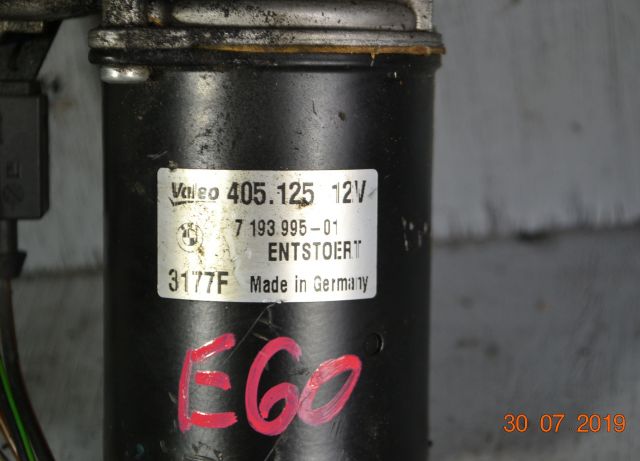 Valeo 405.125 12V
7 193 995-01
ENTSTOERT
3177F Made in Germany
E60
30 07 2019